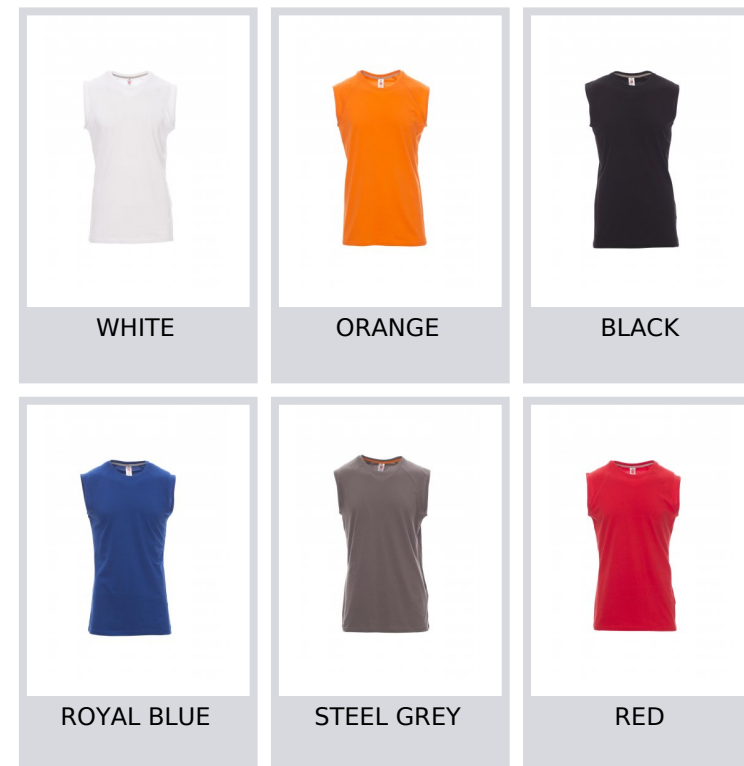 WHITE
ORANGE
BLACK
ROYAL BLUE
STEEL GREY
RED